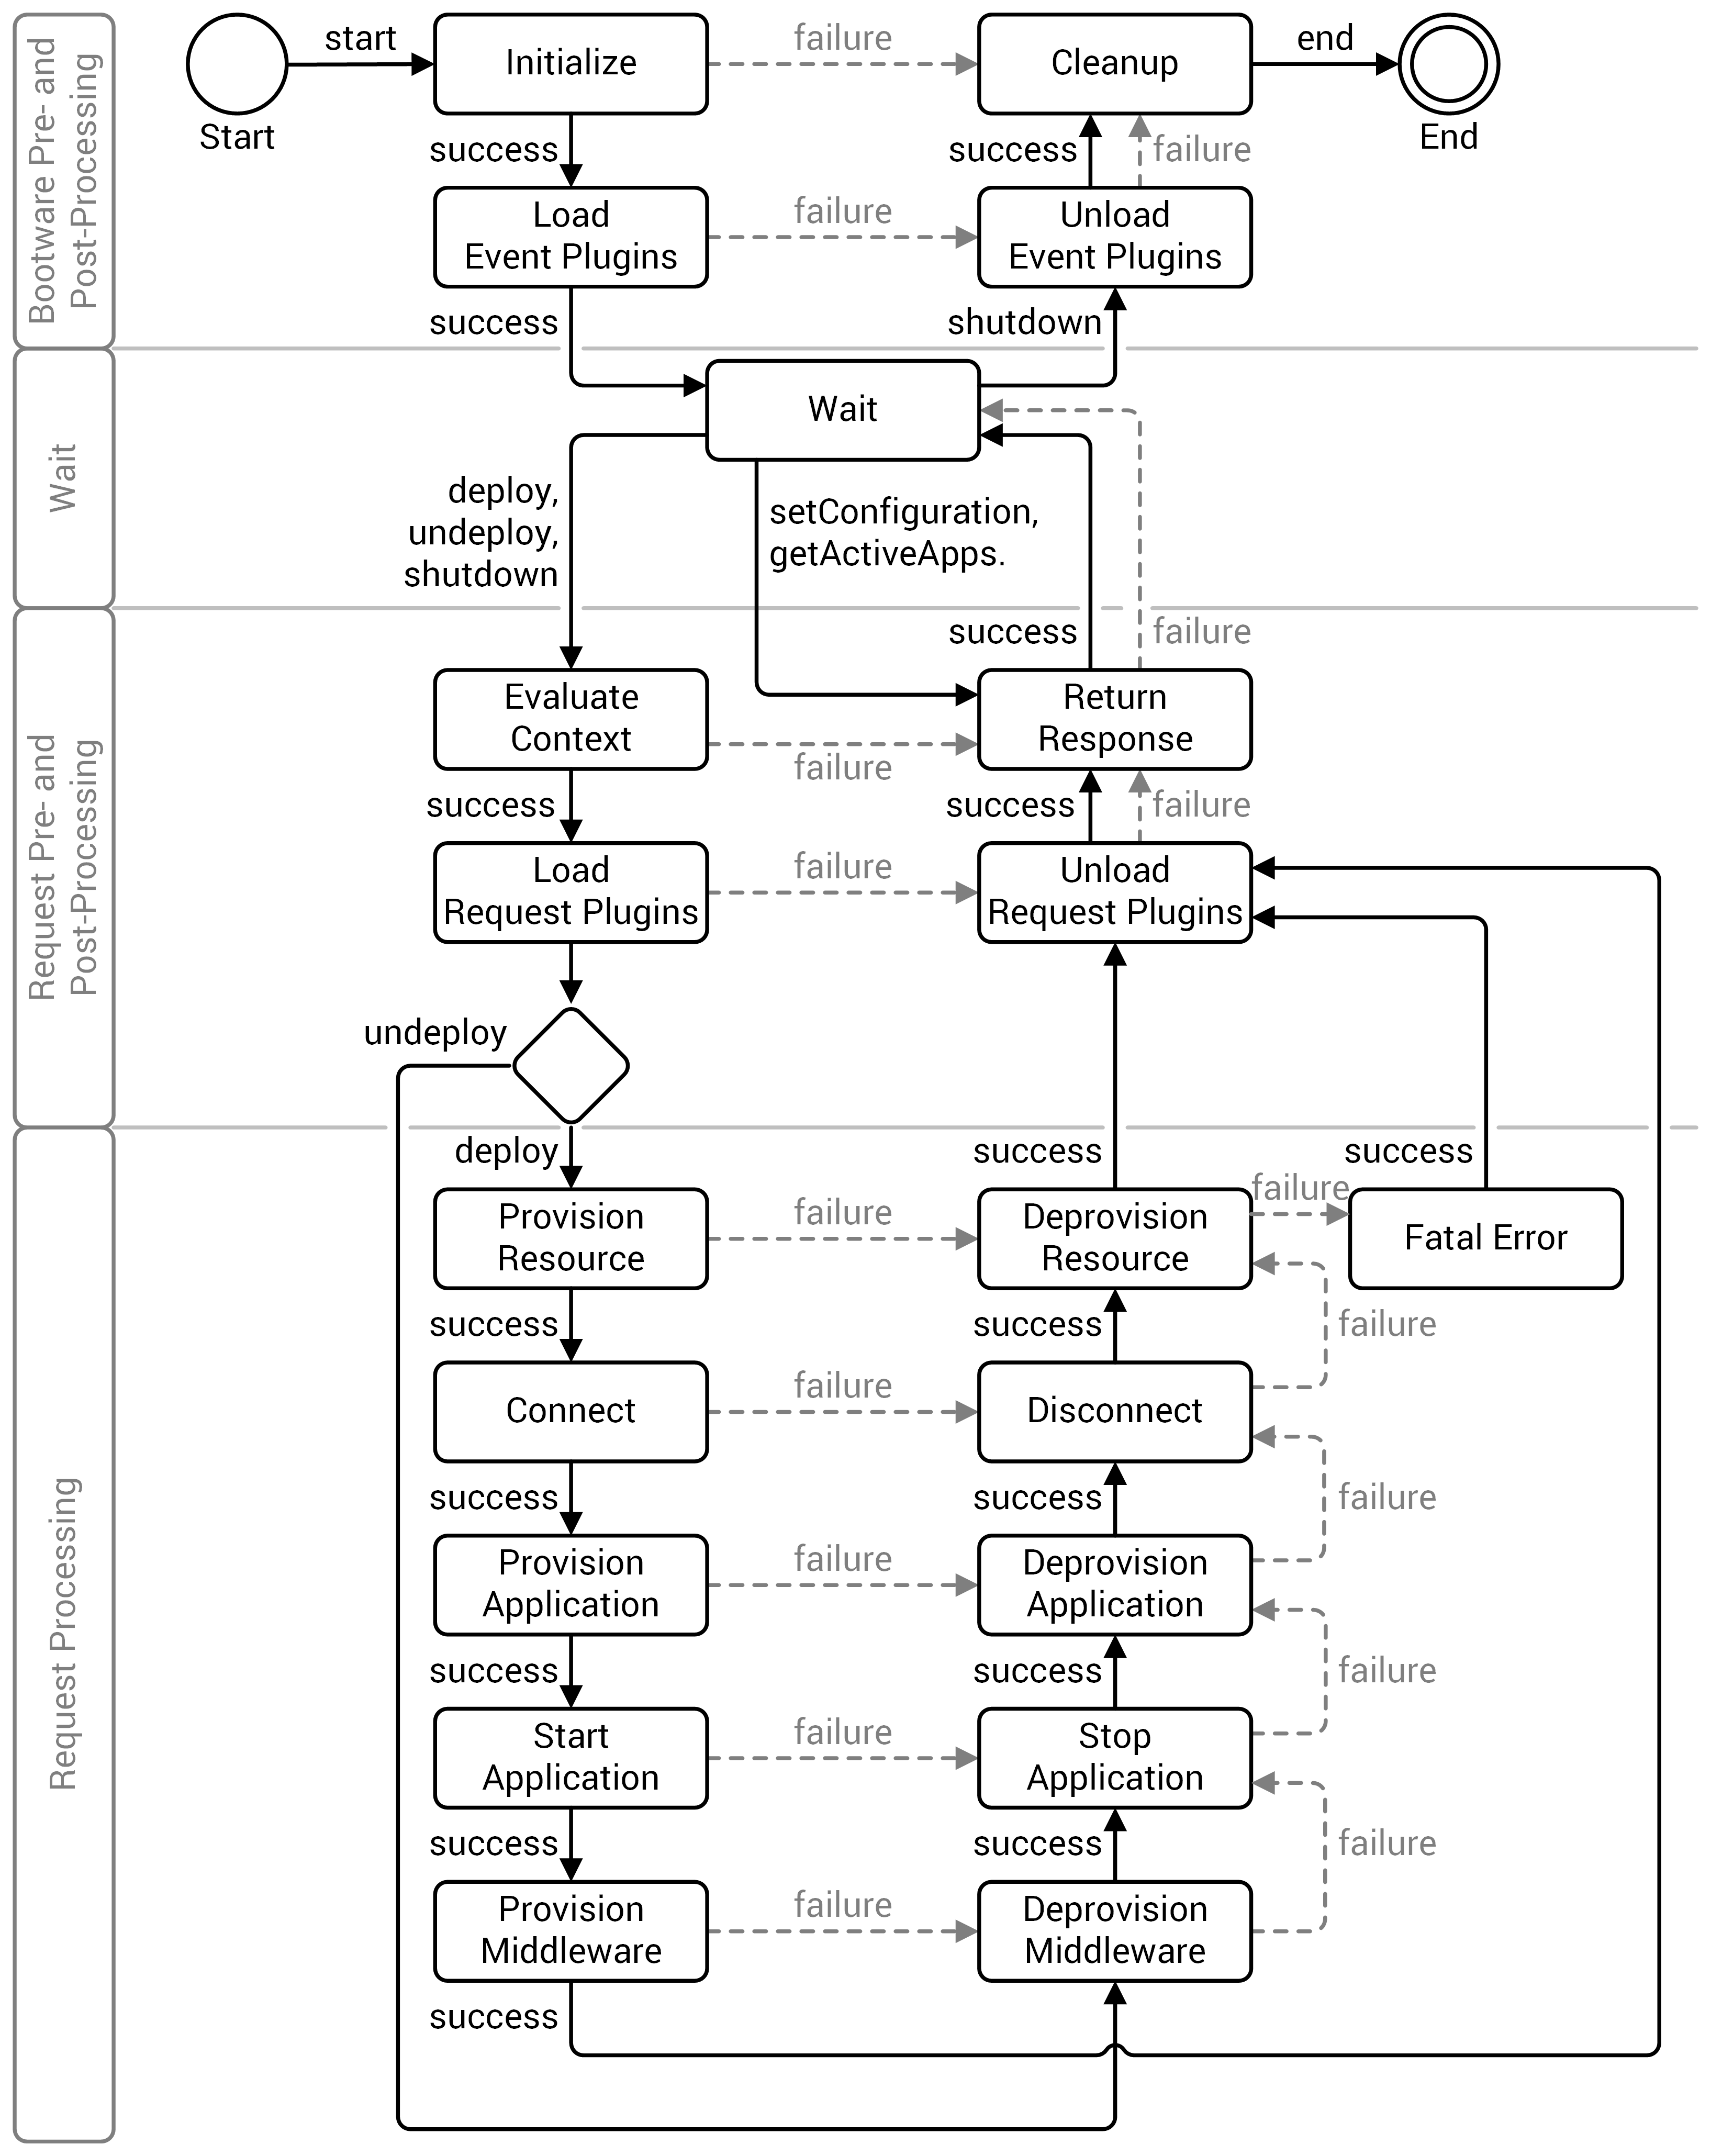 Bootware Pre- and
Post-Processing
start
Start
Initialize
failure
Cleanup
end
End
success
success
failure
Load
Event Plugins
failure
Unload
Event Plugins
success
shutdown
Wait
Wait
deploy,
undeploy,
shutdown
setConfiguration,
getActiveApps.
Request Pre- and
Post-Processing
success
failure
Evaluate
Context
failure
Return
Response
success
success
failure
Load
Request Plugins
failure
Unload
Request Plugins
undeploy
Request Processing
deploy
success
success
Provision
Resource
failure
Deprovision
Resource
failure
Fatal Error
success
success
failure
Connect
failure
Disconnect
success
success
failure
Provision
Application
failure
Deprovision
Application
success
success
failure
Start
Application
failure
Stop
Application
success
success
failure
Provision
Middleware
failure
Deprovision
Middleware
success